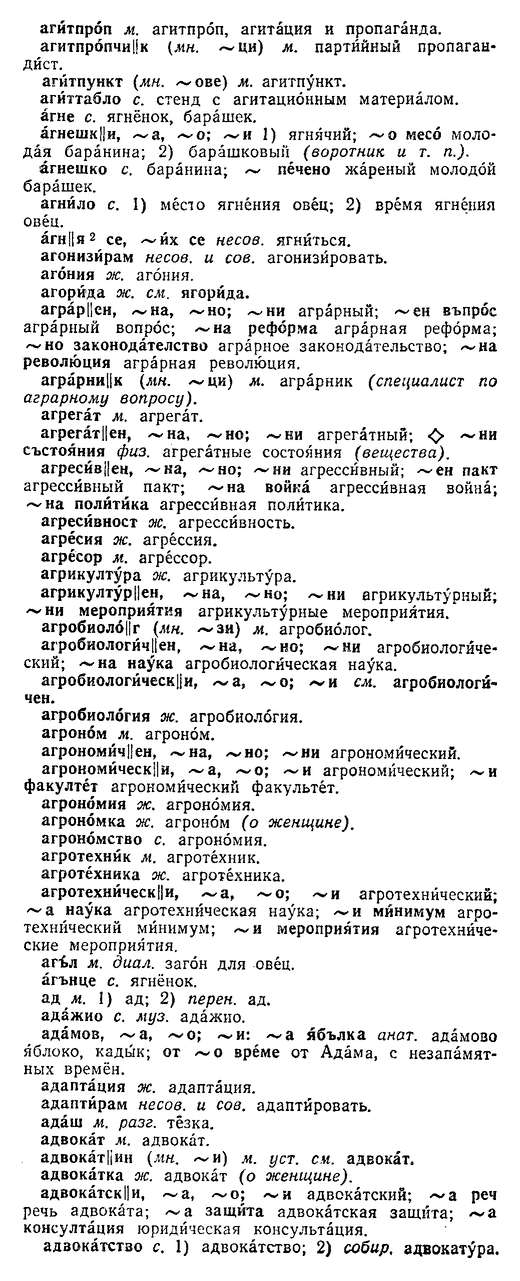 агитпро́п м. агитпро́п, агита́ция и пропага́нда.
агитпро́пчи||к (мн. ~ци) м. парти́йный пропаган-
ди́ст.
аги́тпункт (мн. ~ове) м. агитпу́нкт.
аги́ттабло с. стенд с агитацио́нным материа́лом.
а́гне с. ягнёнок, бара́шек.
а́гнешк||и, ~а, ~о; ~и 1) ягня́чий; ~о месо́ моло-
да́я бара́нина; 2) бара́шковый (воротник и т. п.).
а́гнешко с. бара́нина; ~ пе́чено жа́реный молодо́й
бара́шек.
агни́ло с. 1) ме́сто ягне́ния ове́ц; 2) вре́мя ягне́ния
ове́ц.
а́гн||я² се, ~их се несов. ягни́ться.
агонизи́рам несов. и сов. агонизи́ровать.
аго́ния ж. аго́ния.
агори́да ж. см. ягори́да.
агра́р||ен, ~на, ~но; ~ни агра́рный; ~ен въпро́с
агра́рный вопро́с; ~на рефо́рма агра́рная рефо́рма;
~но законода́телство агра́рное законода́тельство; ~на
револю́ция агра́рная револю́ция.
агра́рни||к (мн. ~ци) м. агра́рник (специалист по
аграрному вопросу).
агрега́т м. агрега́т.
агрега́т||ен, ~на, ~но; ~ни агрега́тный; ◇ ~ни
състоя́ния физ. агрега́тные состоя́ния (вещества).
агреси́в||ен, ~на, ~но; ~ни агресси́вный; ~ен пакт
агресси́вный пакт; ~на война́ агресси́вная война́;
~на поли́тика агресси́вная поли́тика.
агреси́вност ж. агресси́вность.
агре́сия ж. агре́ссия.
агре́сор м. агре́ссор.
агрикулту́ра ж. агрикульту́ра.
агрикулту́р||ен, ~на, ~но; ~ни агрикульту́рный;
~ни мероприя́тия агрикульту́рные мероприя́тия.
агробиоло́||г (мн. ~зи) м. агробио́лог.
агробиологи́ч||ен, ~на, ~но; ~ни агробиологи́че-
ский; ~на нау́ка агробиологи́ческая нау́ка.
агробиологи́ческ||и, ~а, ~о; ~и см. агробиологи́-
чен.
агробиоло́гия ж. агробиоло́гия.
агроно́м м. агроно́м.
агрономи́ч||ен, ~на, ~но; ~ни агрономи́ческий.
агрономи́ческ||и, ~а, ~о; ~и агрономи́ческий; ~и
факулте́т агрономи́ческий факульте́т.
агроно́мия ж. агроно́мия.
агроно́мка ж. агроно́м (о женщине).
агроно́мство с. агроно́мия.
агротехни́к м. агроте́хник.
агроте́хника ж. агроте́хника.
агротехни́ческ||и, ~а, ~о; ~и агротехни́ческий;
~а нау́ка агротехни́ческая нау́ка; ~и ми́нимум агро-
техни́ческий ми́нимум; ~и мероприя́тия агротехни́че-
ские мероприя́тия.
агъ́л м. диал. заго́н для ове́ц.
а́гънце с. ягнёнок.
ад м. 1) ад; 2) перен. ад.
ада́жио с. муз. ада́жио.
ада́мов, ~а, ~о; ~и: ~а я́бълка анат. ада́мово
я́блоко, кады́к; от ~о вре́ме от Ада́ма, с незапа́мят-
ных времён.
адапта́ция ж. адапта́ция.
адапти́рам несов. и сов. адапти́ровать.
ада́ш м. разг. тёзка.
адвока́т м. адвока́т.
адвока́т||ин (мн. ~и) м. уст. см. адвока́т.
адвока́тка ж. адвока́т (о женщине).
адвока́тск||и, ~а, ~о; ~и адвока́тский; ~а реч
речь адвока́та; ~а защи́та адвока́тская защи́та; ~а
консулта́ция юриди́ческая консульта́ция.
адвока́тство с. 1) адвока́тство; 2) собир. адвокату́ра.